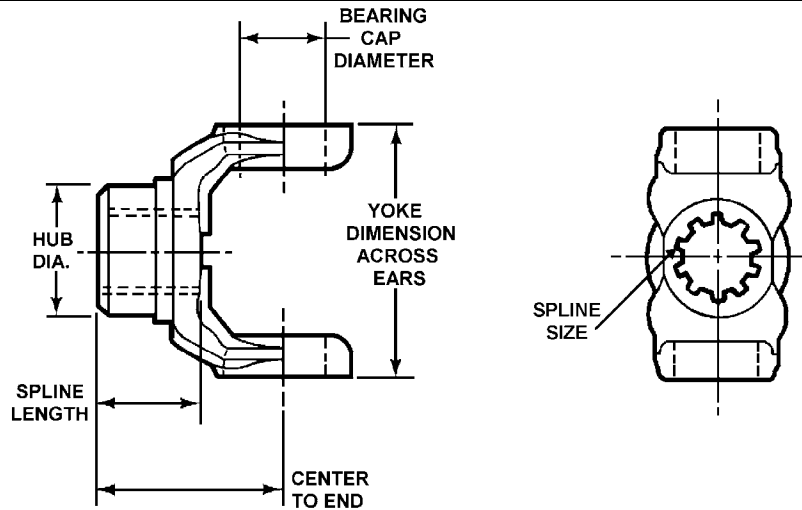 BEARING
CAP
DIAMETER
HUB
DIA.
YOKE
DIMENSION
ACROSS
EARS
SPLINE
SIZE
SPLINE
LENGTH
CENTER
TO END